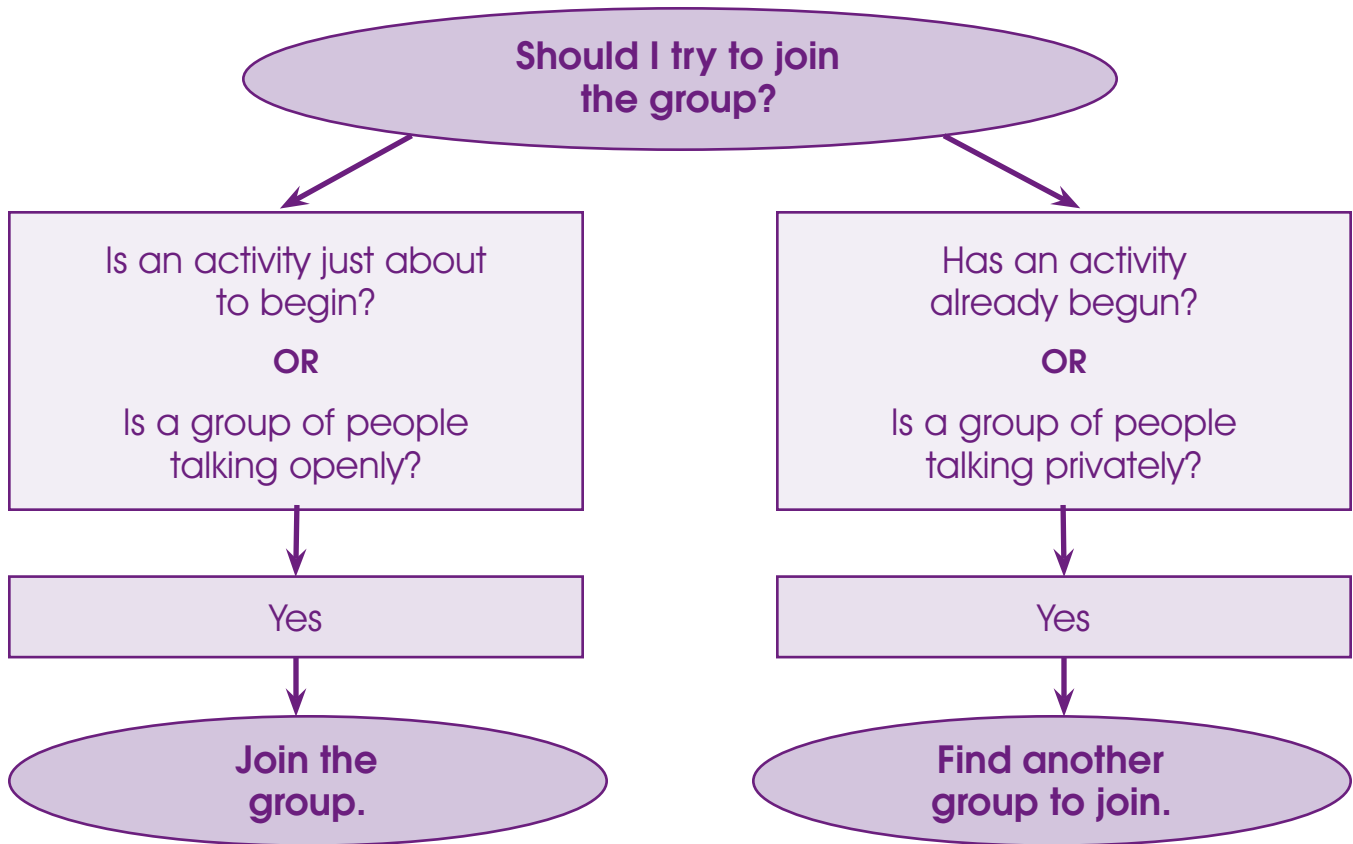 Should I try to join
the group?
Is an activity just about
to begin?
OR
Is a group of people
talking openly?
Yes
Join the
group.
Has an activity
already begun?
OR
Is a group of people
talking privately?
Yes
Find another
group to join.